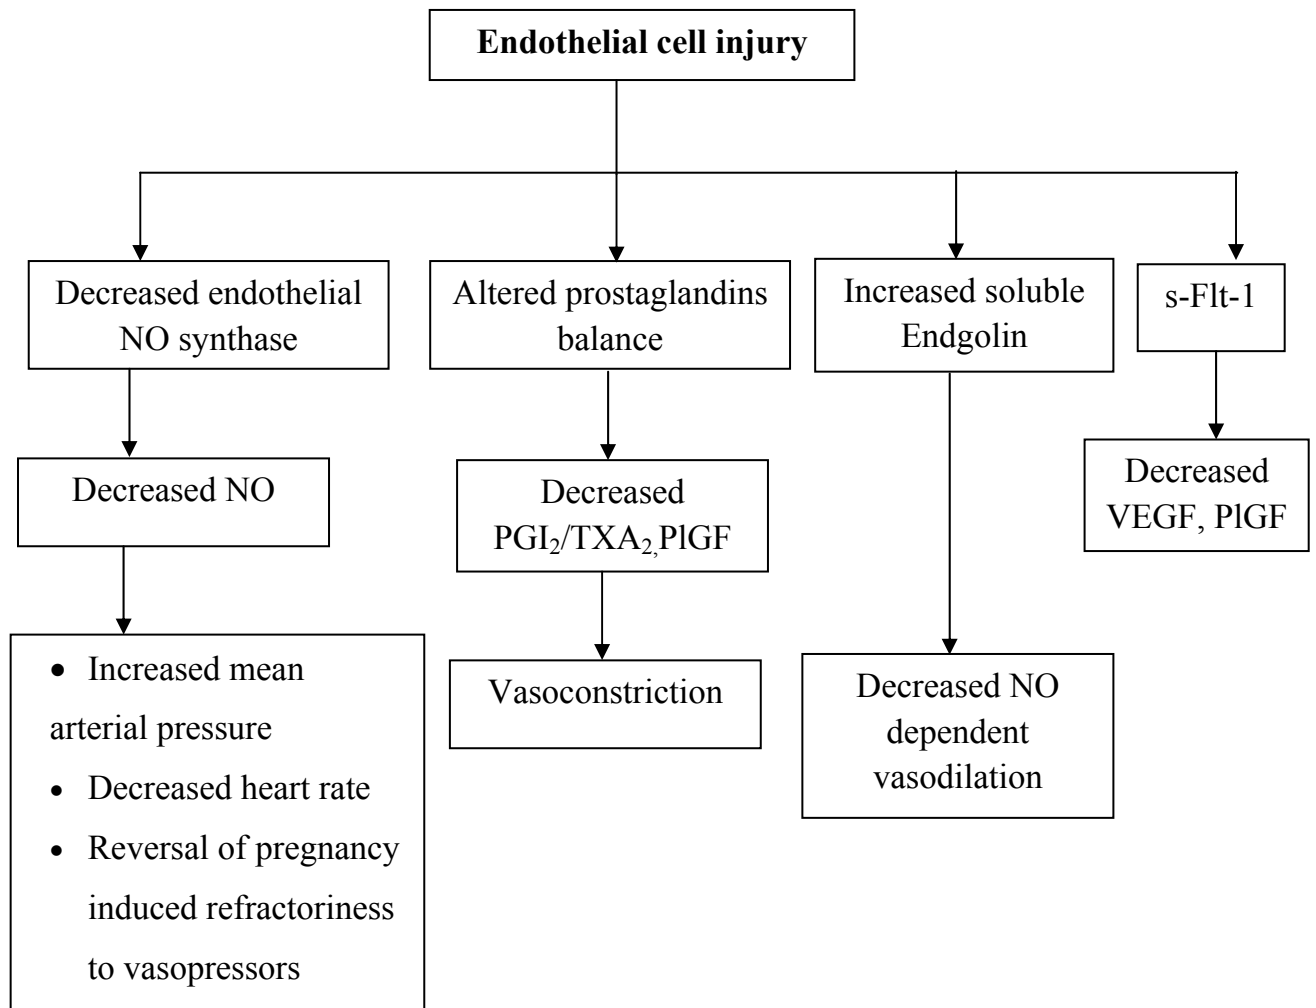 Endothelial cell injury
Decreased endothelial
NO synthase
Altered prostaglandins
balance
Increased soluble
Endgolin
s-Flt-1
Decreased NO
Decreased
PGI₂/TXA₂,PlGF
Decreased
VEGF, PlGF
• Increased mean
arterial pressure
• Decreased heart rate
• Reversal of pregnancy
induced refractoriness
to vasopressors
Vasoconstriction
Decreased NO
dependent
vasodilation